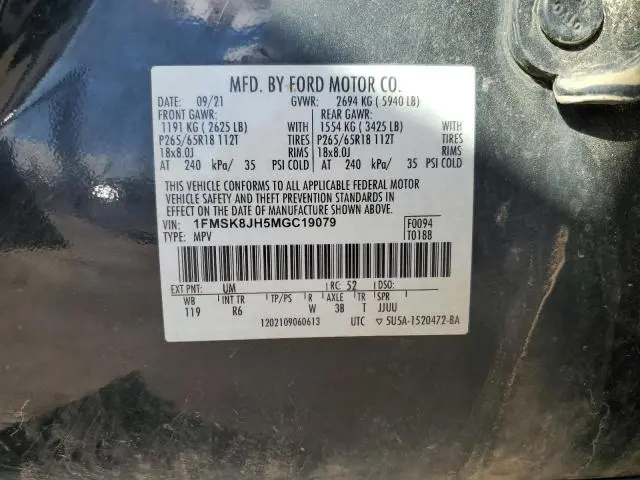 MFD. BY FORD MOTOR CO.
DATE: 09/21 GVWR: 2694 KG ( 5940 LB)
FRONT GAWR: REAR GAWR:
1191 KG ( 2625 LB) WITH 1554 KG ( 3425 LB) WITH
P265/65R18 112T TIRES P265/65R18 112T TIRES
18x8.0J RIMS 18x8.0J RIMS
AT 240 kPa/ 35 PSI COLD AT 240 kPa/ 35 PSI COLD
THIS VEHICLE CONFORMS TO ALL APPLICABLE FEDERAL MOTOR
VEHICLE SAFETY AND THEFT PREVENTION STANDARDS IN
EFFECT ON THE DATE OF MANUFACTURE SHOWN ABOVE.
VIN: 1FMSK8JH5MGC19079 F0094
TYPE: MPV T0188
EXT PNT: UM RC: 52 DSO:
WB INT TR TP/PS R AXLE TR SPR
119 R6 W 3B T JJUU
1202109060613 UTC 5U5A-1520472-BA